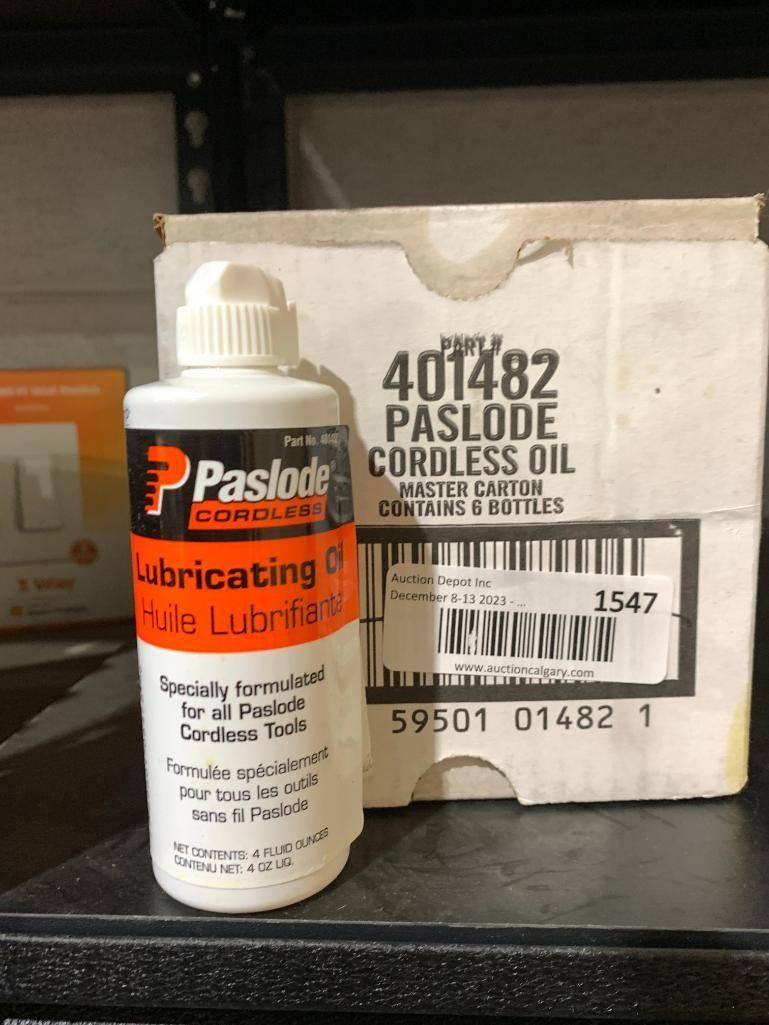 Part No. 401482
Paslode
CORDLESS
Lubricating Oil
Huile Lubrifiante
Specially formulated
for all Paslode
Cordless Tools
Formulée spécialement
pour tous les outils
sans fil Paslode
NET CONTENTS: 4 FLUID OUNCES
CONTENU NET: 4 OZ LIQ.
PART #
401482
PASLODE
CORDLESS OIL
MASTER CARTON
CONTAINS 6 BOTTLES
Auction Depot Inc
December 8-13 2023 - ...
1547
www.auctioncalgary.com
59501 01482 1